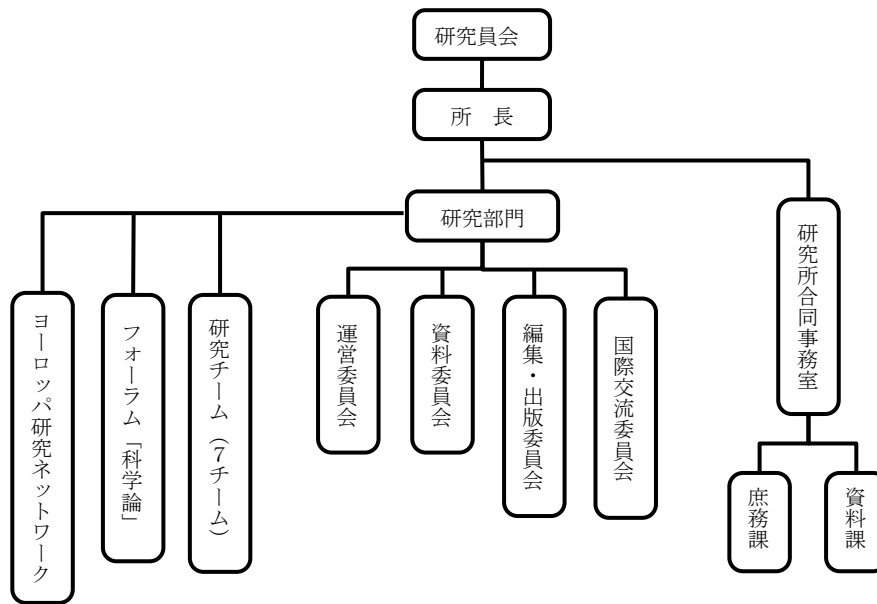 研究員会
所　長
研究部門
研究所合同事務室
ヨーロッパ研究ネットワーク
フォーラム「科学論」
研究チーム（７チーム）
運営委員会
資料委員会
編集・出版委員会
国際交流委員会
庶務課
資料課